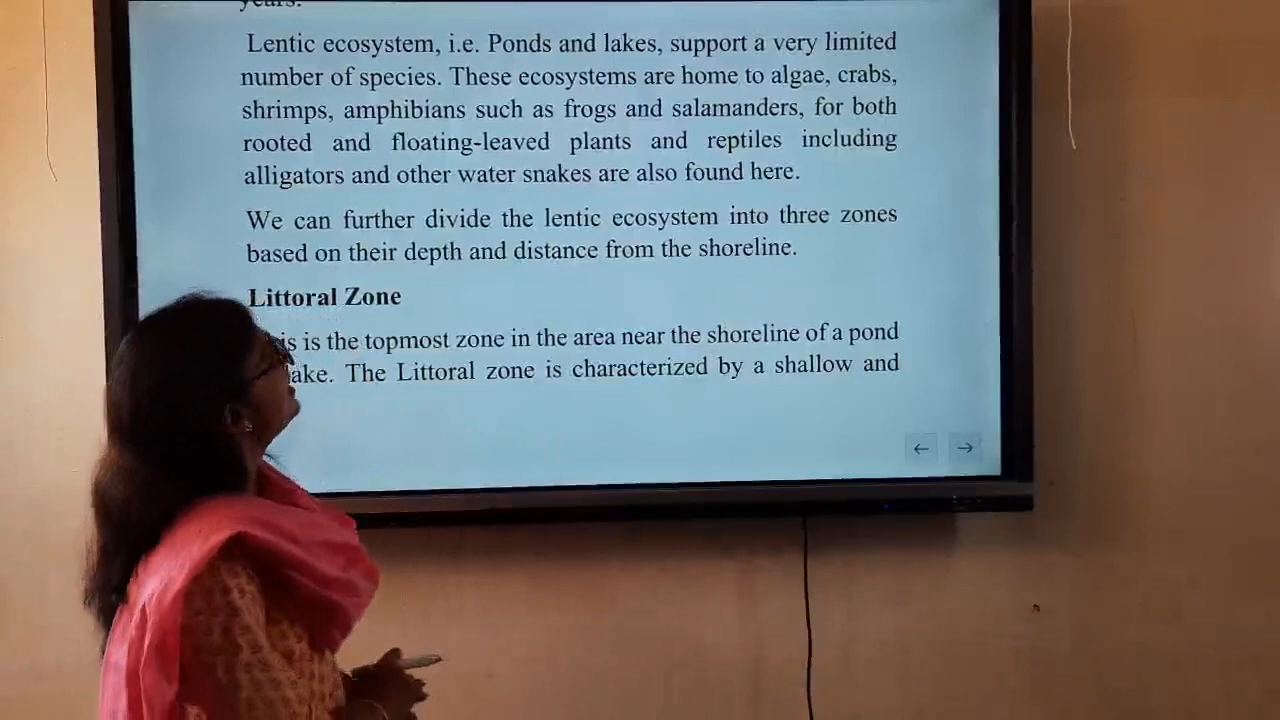 years.
Lentic ecosystem, i.e. Ponds and lakes, support a very limited
number of species. These ecosystems are home to algae, crabs,
shrimps, amphibians such as frogs and salamanders, for both
rooted and floating-leaved plants and reptiles including
alligators and other water snakes are also found here.
We can further divide the lentic ecosystem into three zones
based on their depth and distance from the shoreline.
Littoral Zone
is is the topmost zone in the area near the shoreline of a pond
ake. The Littoral zone is characterized by a shallow and